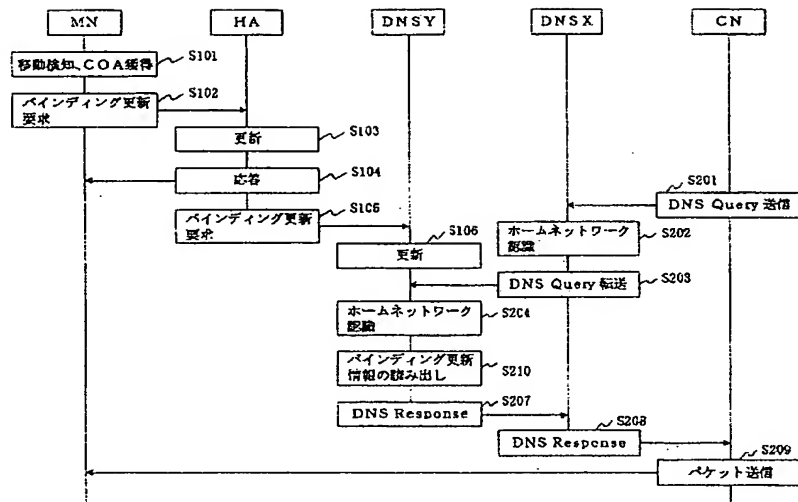 MN
HA
DNSY
DNSX
CN
移動検知、COA獲得
S101
バインディング更新
要求
S102
更新
S103
応答
S104
S201
DNS Query 送信
バインディング更新
要求
S105
ホームネットワーク
認識
S202
S106
更新
DNS Query 転送
S203
ホームネットワーク
認識
S204
バインディング更新
情報の読み出し
S210
S207
DNS Response
S208
DNS Response
S209
パケット送信